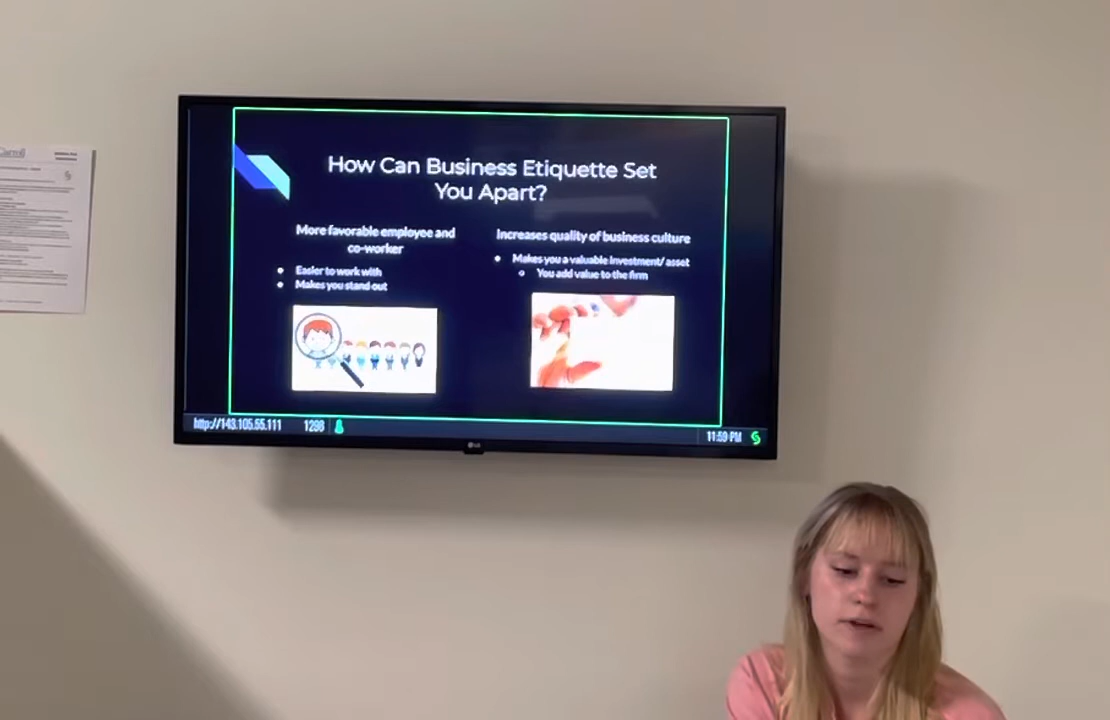 Carroll
How Can Business Etiquette Set
You Apart?
More favorable employee and
co-worker
Easier to work with
Makes you stand out
Increases quality of business culture
Makes you a valuable investment/ asset
You add value to the firm
http://143.105.55.111 1298
11:59 PM
LG